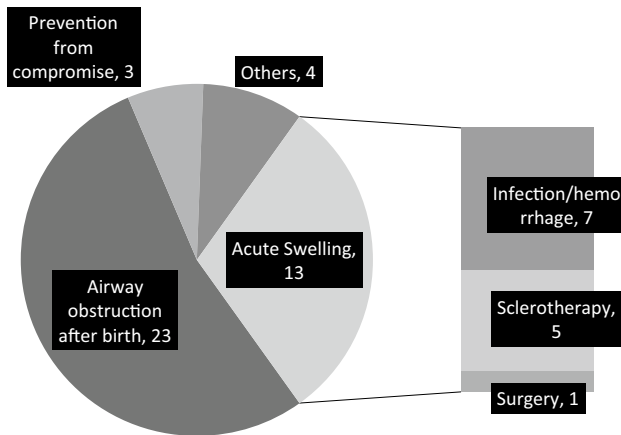 Prevention
from
compromise, 3
Others, 4
Infection/hemo
rrhage, 7
Acute Swelling,
13
Airway
obstruction
after birth, 23
Sclerotherapy,
5
Surgery, 1